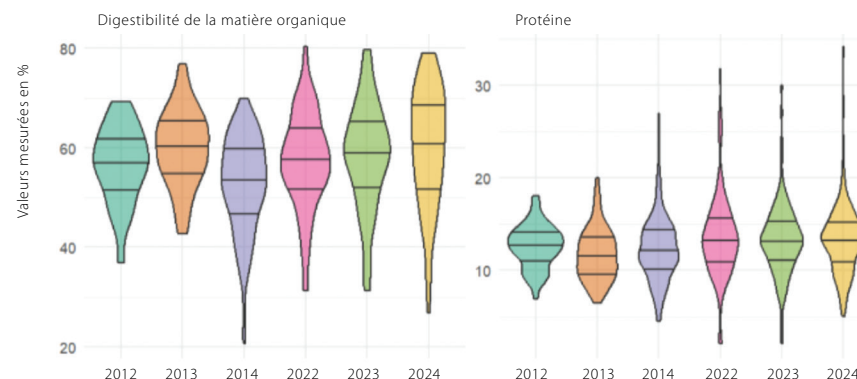 Digestibilité de la matière organique
Protéine
Valeurs mesurées en %
80
60
40
20
30
20
10
2012 2013 2014 2022 2023 2024
2012 2013 2014 2022 2023 2024